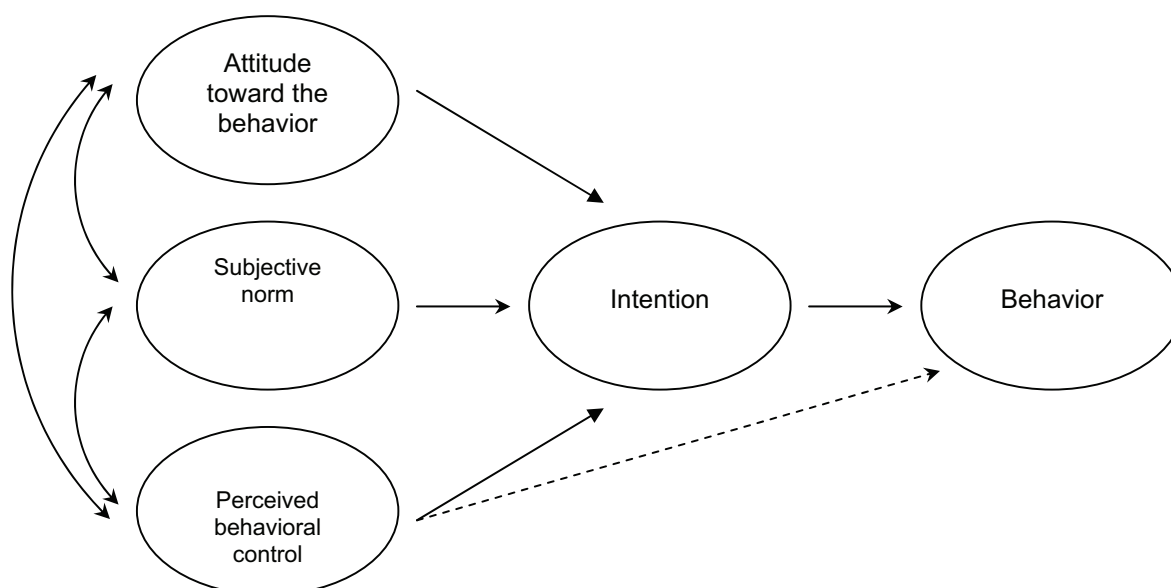 Attitude
toward the
behavior
Subjective
norm
Intention
Behavior
Perceived
behavioral
control